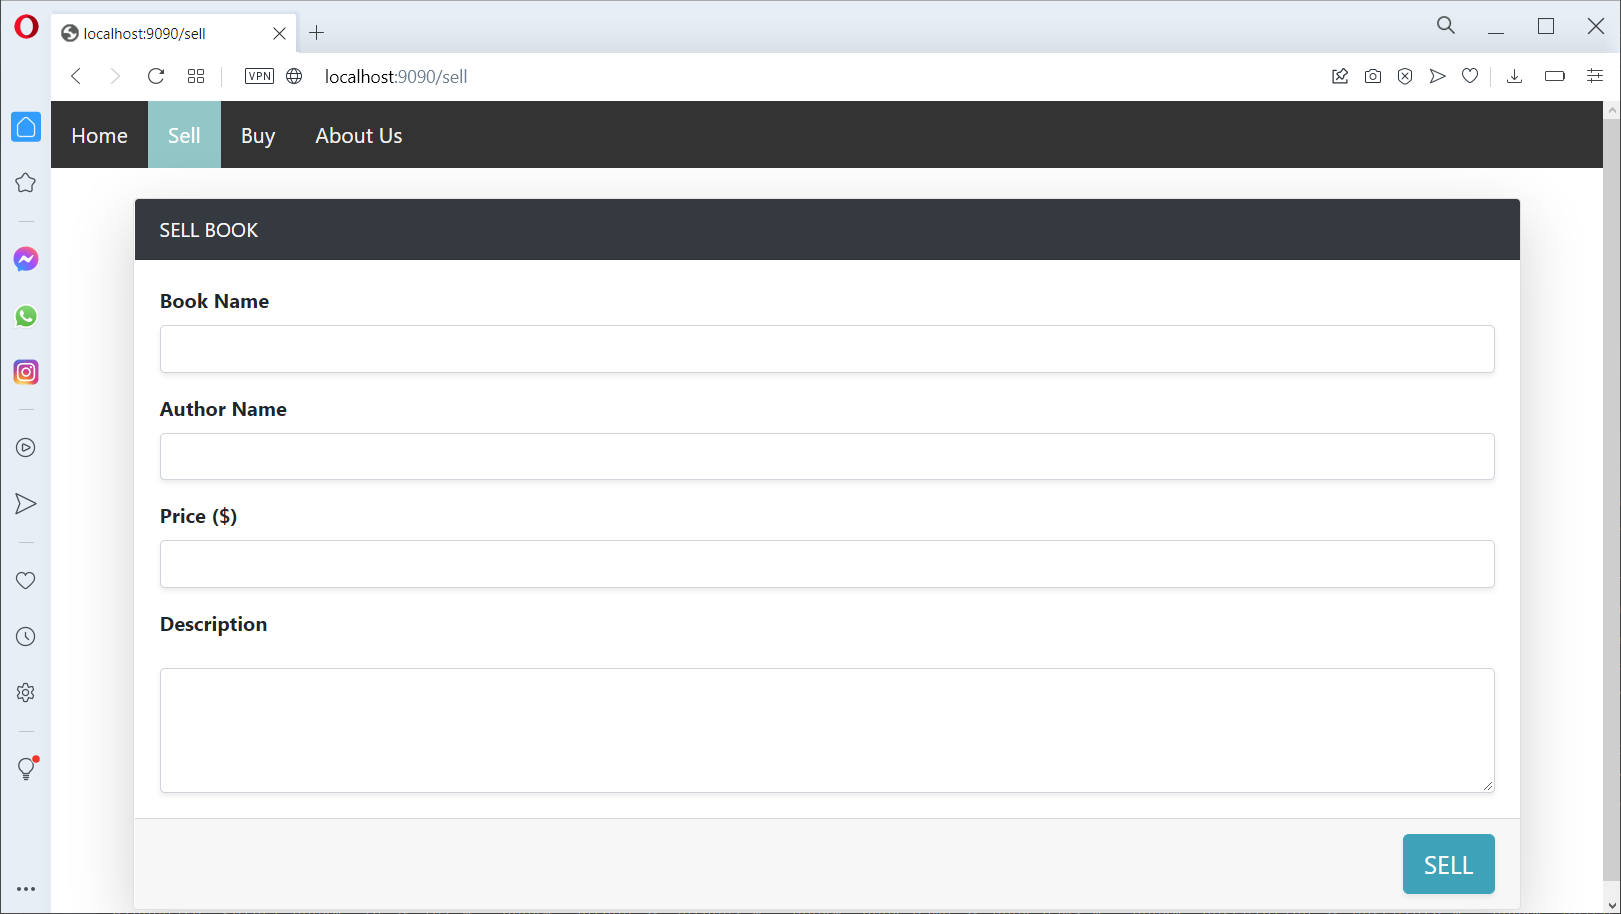 localhost:9090/sell
VPN
localhost:9090/sell
Home Sell Buy About Us
SELL BOOK
Book Name
Author Name
Price ($)
Description
SELL